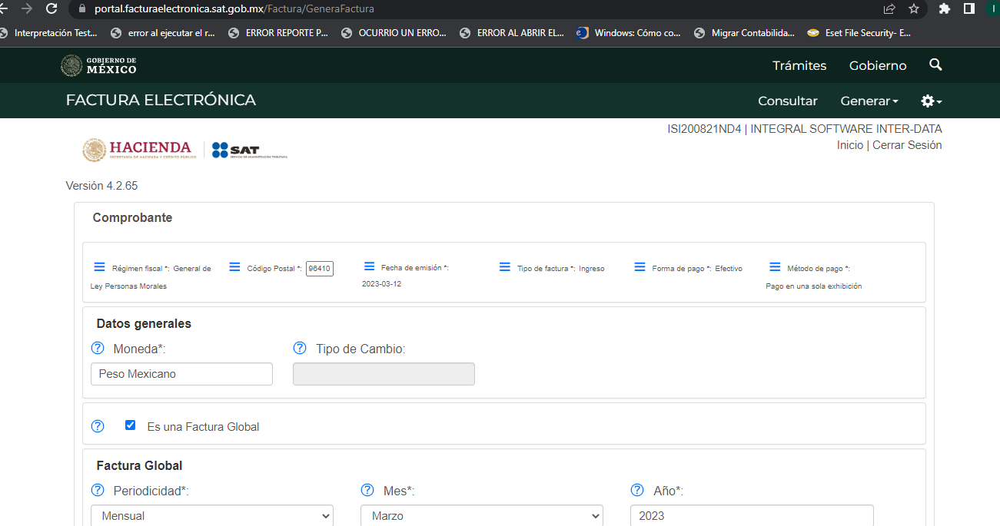 portal.facturaelectronica.sat.gob.mx/Factura/GeneraFactura
Interpretación Test... error al ejecutar el r... ERROR REPORTE P... OCURRIO UN ERRO... ERROR AL ABRIR EL... Windows: Cómo co... Migrar Contabilida... Eset File Security- E...
GOBIERNO DE
MÉXICO
Trámites Gobierno
FACTURA ELECTRÓNICA Consultar Generar
ISI200821ND4 | INTEGRAL SOFTWARE INTER-DATA
Inicio | Cerrar Sesión
HACIENDA SAT
SECRETARÍA DE HACIENDA Y CRÉDITO PÚBLICO SERVICIO DE ADMINISTRACIÓN TRIBUTARIA
Versión 4.2.65
Comprobante
Régimen fiscal *: General de Ley Personas Morales
Código Postal *: 96410
Fecha de emisión *:
2023-03-12
Tipo de factura *: Ingreso
Forma de pago *: Efectivo
Método de pago *:
Pago en una sola exhibición
Datos generales
Moneda*: Tipo de Cambio:
Peso Mexicano
Es una Factura Global
Factura Global
Periodicidad*: Mes*: Año*:
Mensual Marzo 2023